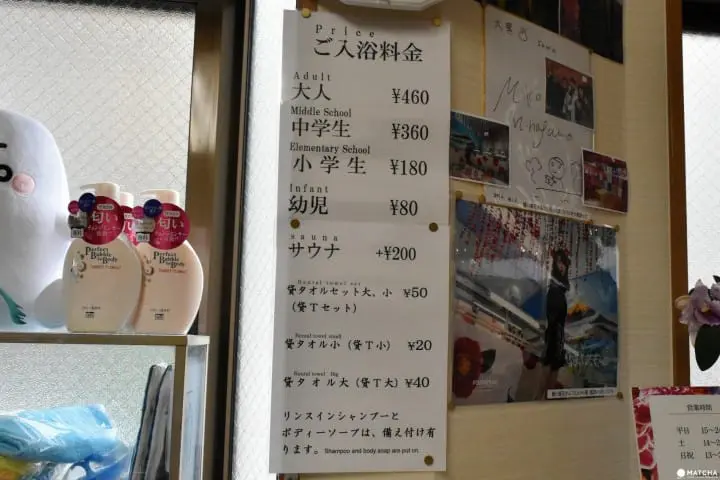 Price
ご入浴料金
Adult
大人 ¥460
Middle School
中学生 ¥360
Elementary School
小学生 ¥180
Infant
幼児 ¥80
sauna
サウナ +¥200
Rental towel set
貸タオルセット大、小 ¥50
(貸Tセット)
Rental towel small
貸タオル小(貸T小) ¥20
Rental towel Big
貸タオル大(貸T大) ¥40
リンスインシャンプーと
ボディーソープは、備え付け有
ります。 Shampoo and body soap are put on.
匂い
Perfect
Bubble
for Body
SWEET FLORAL
営業時間
平日 15~2
土 14~2
日祝 13~
MATCHA